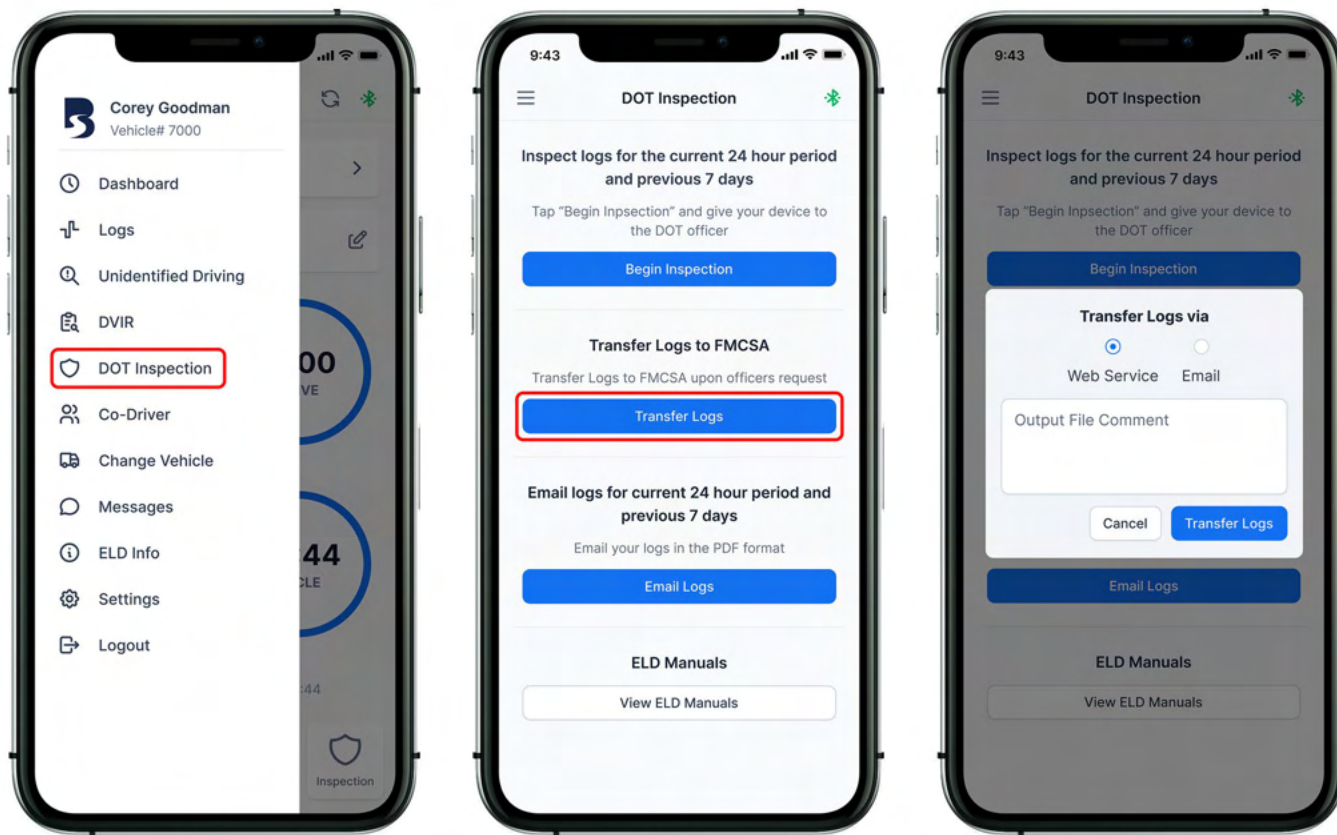 Corey Goodman
Vehicle# 7000
Dashboard
Logs
Unidentified Driving
DVIR
DOT Inspection
Co-Driver
Change Vehicle
Messages
ELD Info
Settings
Logout
00
VE
44
CLE
:44
Inspection
9:43
DOT Inspection
Inspect logs for the current 24 hour period
and previous 7 days
Tap "Begin Inpsection" and give your device to
the DOT officer
Begin Inspection
Transfer Logs to FMCSA
Transfer Logs to FMCSA upon officers request
Transfer Logs
Email logs for current 24 hour period and
previous 7 days
Email your logs in the PDF format
Email Logs
ELD Manuals
View ELD Manuals
9:43
DOT Inspection
Inspect logs for the current 24 hour period
and previous 7 days
Tap "Begin Inpsection" and give your device to
the DOT officer
Begin Inspection
Transfer Logs via
Web Service Email
Output File Comment
Cancel Transfer Logs
Email Logs
ELD Manuals
View ELD Manuals